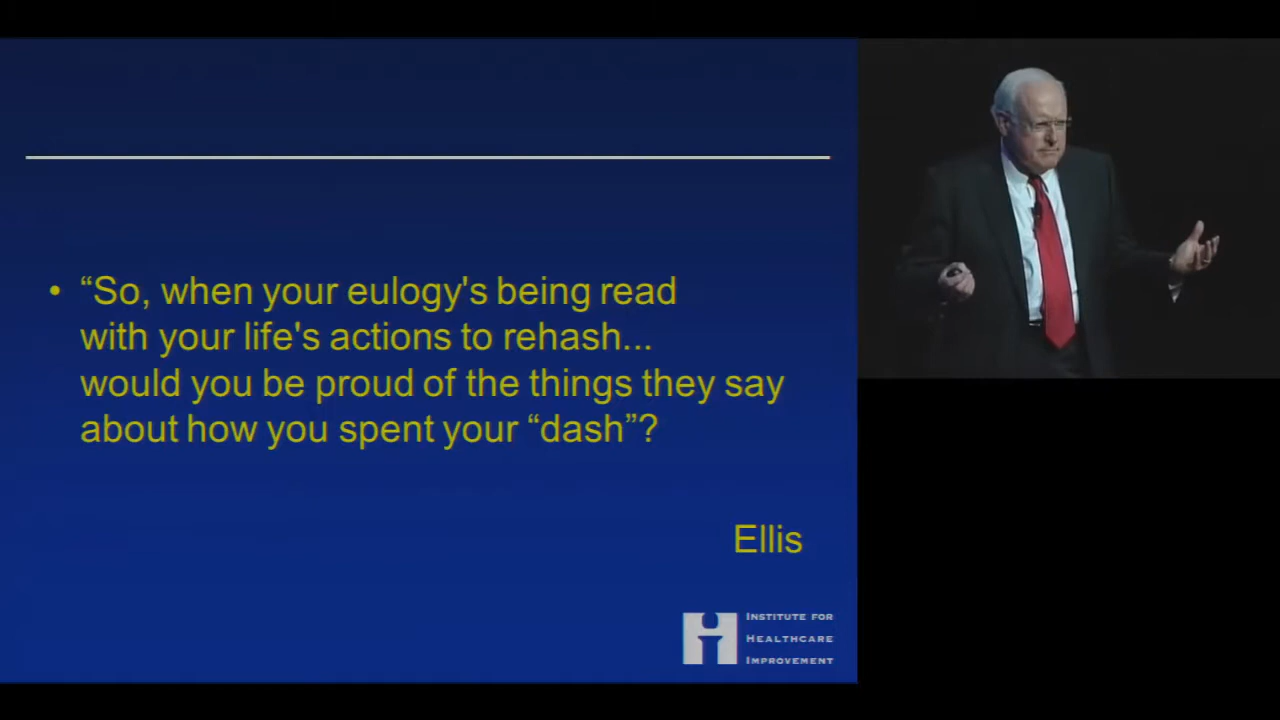 • “So, when your eulogy's being read
with your life's actions to rehash...
would you be proud of the things they say
about how you spent your “dash”?
Ellis
INSTITUTE FOR
HEALTHCARE
IMPROVEMENT